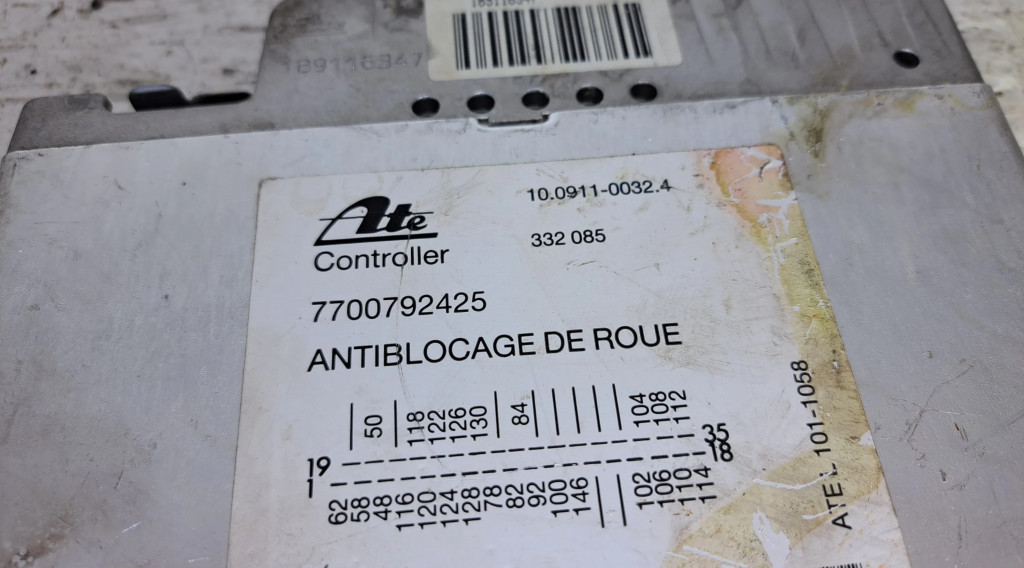 189116347
Ate
10.0911-0032.4
Controller
332 085
7700792425
ANTIBLOCAGE DE ROUE
50 118 122 126 130 84 104 108 112
19 35
1 18
62 58 48 116 120 124 128 78 82 92 100 146 102 106 110 114
ATE L 101-1058